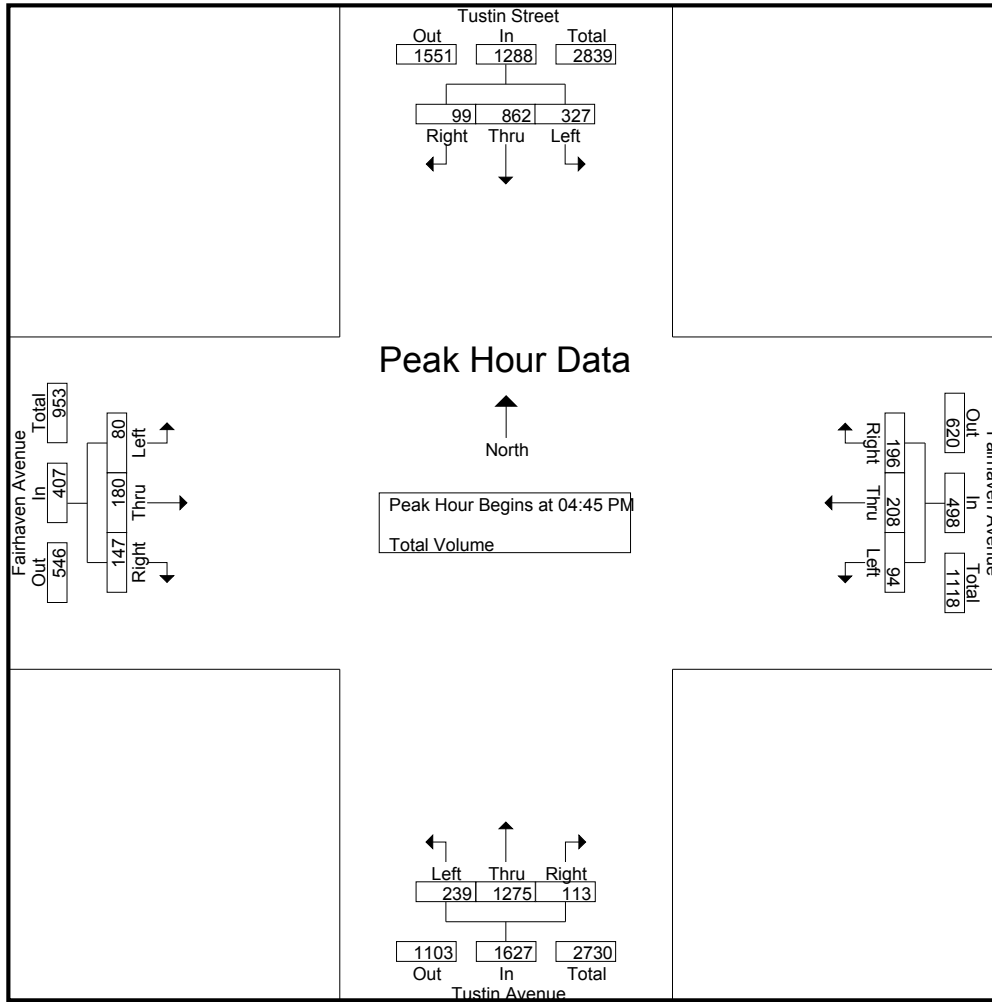 Tustin Street
Out In Total
1551 1288 2839
99 862 327
Right Thru Left
Peak Hour Data
North
Peak Hour Begins at 04:45 PM
Total Volume
Fairhaven Avenue
Total In Out
953 407 546
80 180 147
Left Thru Right
Fairhaven Avenue
Out In Total
620 498 1118
196 208 94
Right Thru Left
Left Thru Right
239 1275 113
1103 1627 2730
Out In Total
Tustin Avenue